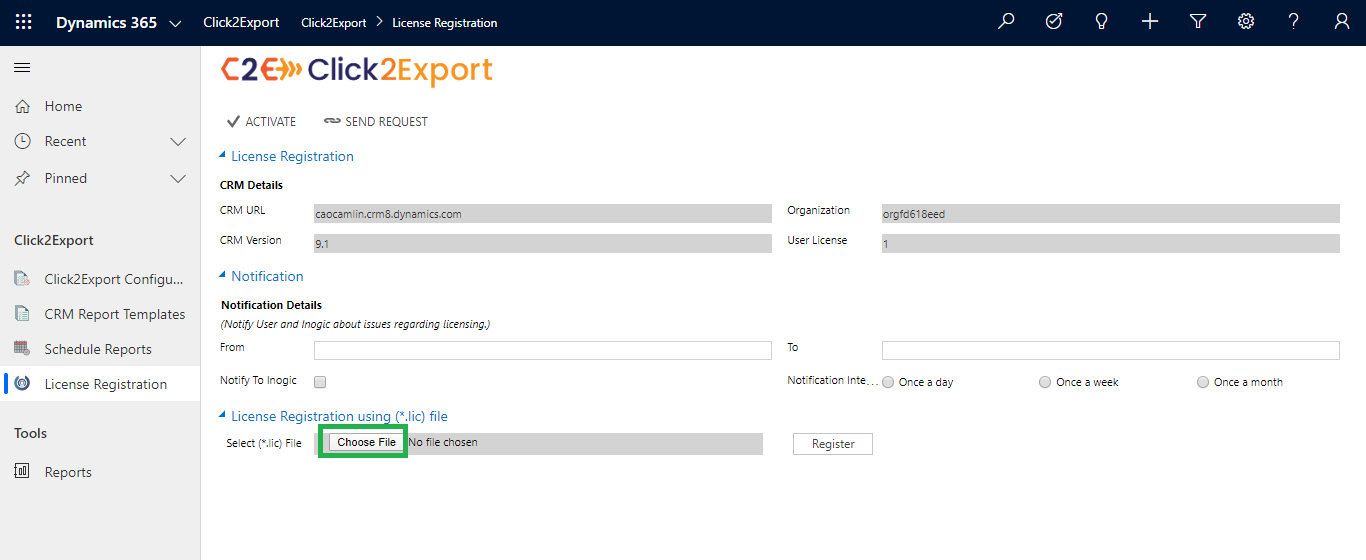 Dynamics 365 Click2Export Click2Export > License Registration
C2E Click2Export
Home
Recent
Pinned
Click2Export
Click2Export Configu...
CRM Report Templates
Schedule Reports
License Registration
Tools
Reports
ACTIVATE SEND REQUEST
License Registration
CRM Details
CRM URL caocamlin.crm8.dynamics.com Organization orgfd618eed
CRM Version 9.1 User License 1
Notification
Notification Details
(Notify User and Inogic about issues regarding licensing.)
From To
Notify To Inogic Notification Inte... Once a day Once a week Once a month
License Registration using (*.lic) file
Select (*.lic) File Choose File No file chosen Register